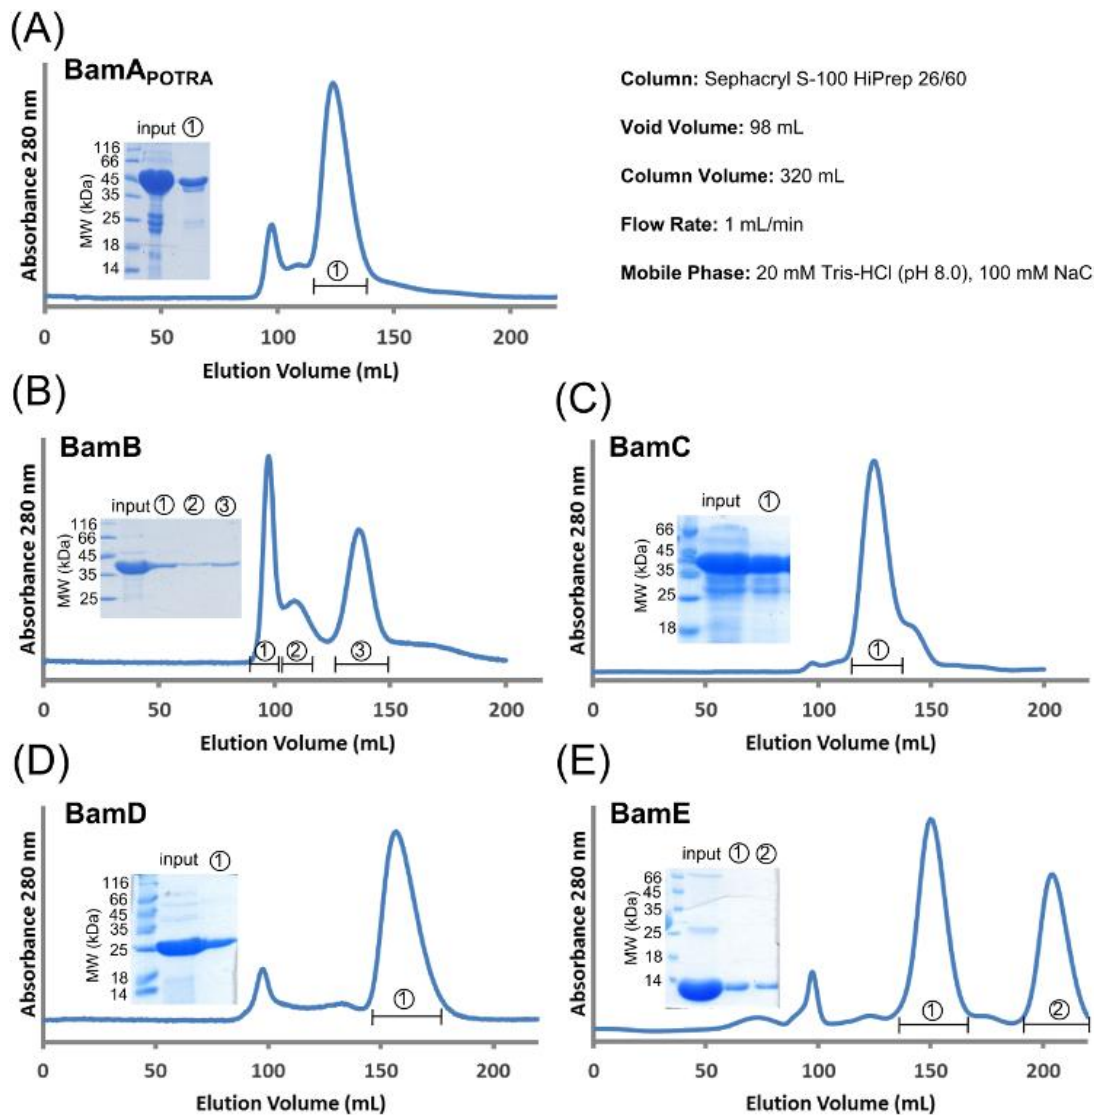 (A)
BamAPOTRA
Column: Sephacryl S-100 HiPrep 26/60
Void Volume: 98 mL
Column Volume: 320 mL
Flow Rate: 1 mL/min
Mobile Phase: 20 mM Tris-HCl (pH 8.0), 100 mM NaC
Absorbance 280 nm
input ①
MW (kDa)
116
66
45
35
25
18
14
①
0 50 100 150 200
Elution Volume (mL)
(B)
BamB
Absorbance 280 nm
input ① ② ③
MW (kDa)
116
66
45
35
25
① ② ③
0 50 100 150 200
Elution Volume (mL)
(C)
BamC
Absorbance 280 nm
input ①
MW (kDa)
66
45
35
25
18
①
0 50 100 150 200
Elution Volume (mL)
(D)
BamD
Absorbance 280 nm
input ①
MW (kDa)
116
66
45
35
25
18
14
①
0 50 100 150 200
Elution Volume (mL)
(E)
BamE
Absorbance 280 nm
input ① ②
MW (kDa)
66
45
35
25
18
14
① ②
0 50 100 150 200
Elution Volume (mL)